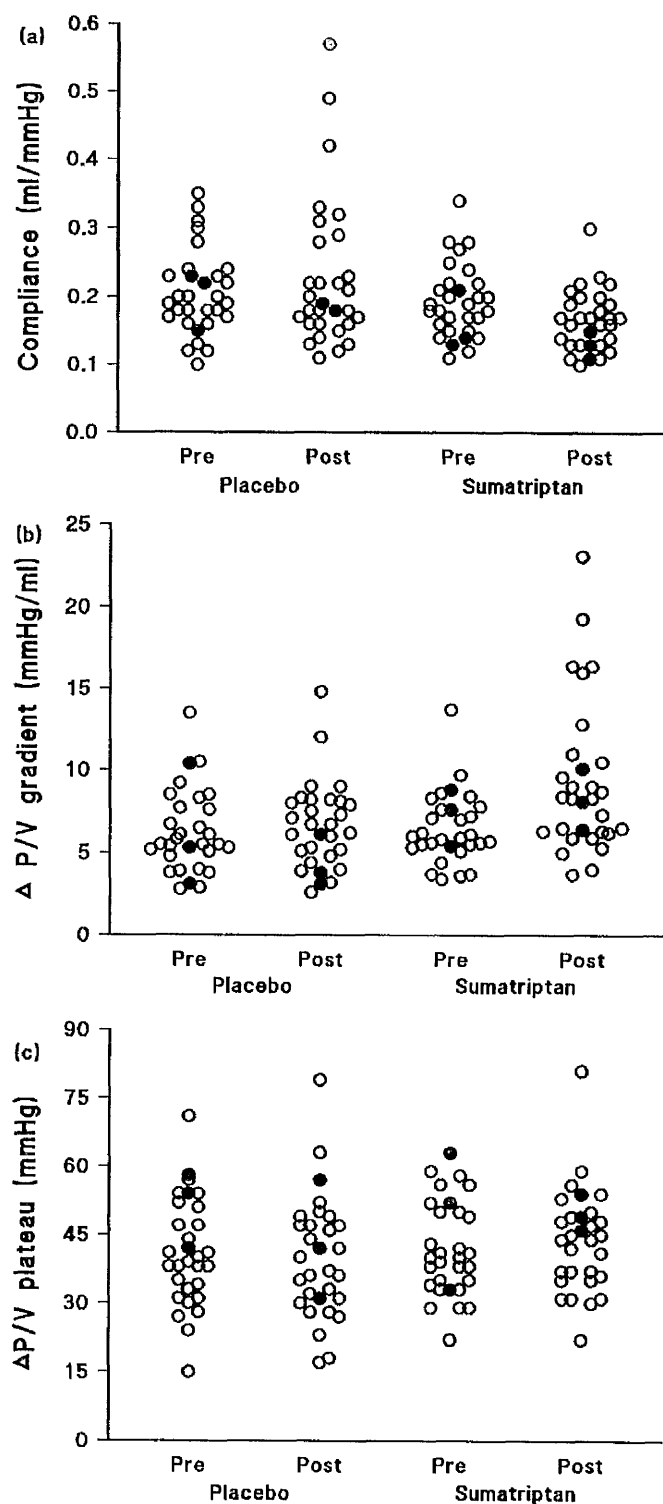 (a)
Compliance (ml/mmHg)
0.6
0.5
0.4
0.3
0.2
0.1
0.0
Pre Post Pre Post
Placebo Sumatriptan
(b)
Δ P/V gradient (mmHg/ml)
25
20
15
10
5
0
Pre Post Pre Post
Placebo Sumatriptan
(c)
ΔP/V plateau (mmHg)
90
75
60
45
30
15
0
Pre Post Pre Post
Placebo Sumatriptan